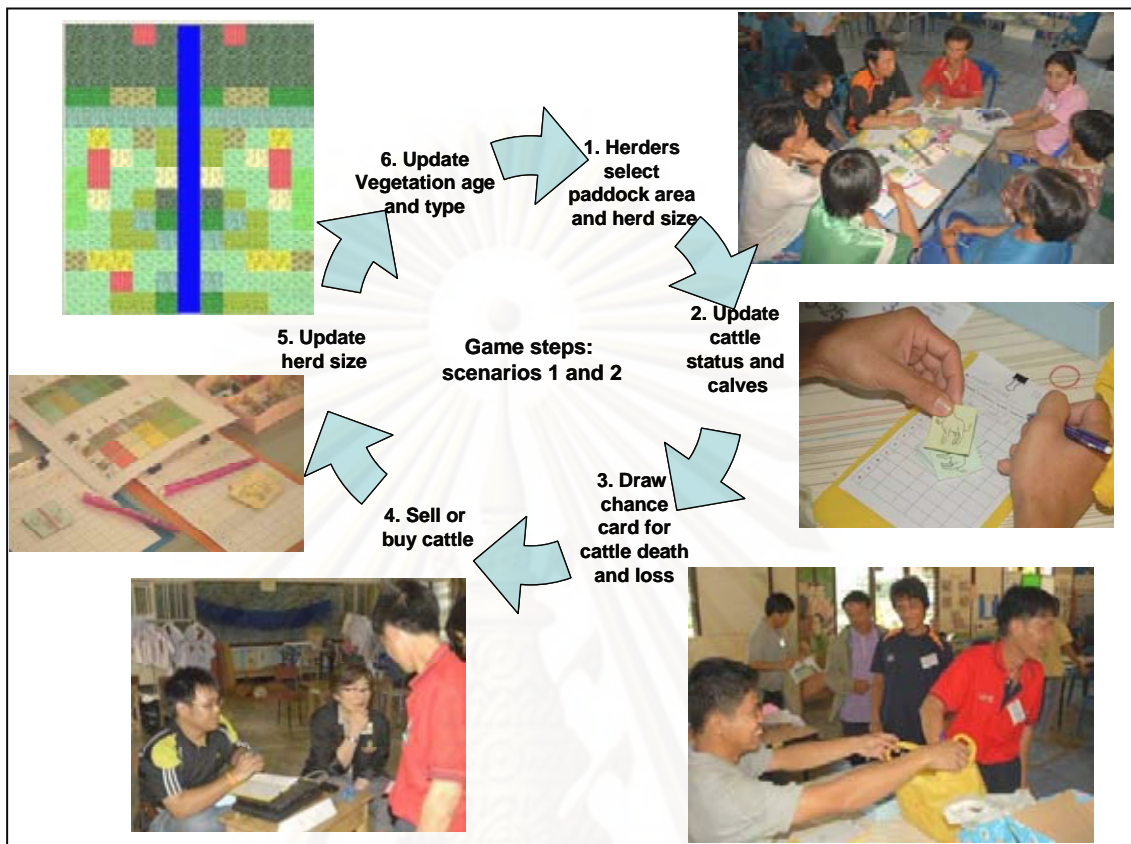 6. Update
Vegetation age
and type
1. Herders
select
paddock area
and herd size
2. Update
cattle
status and
calves
5. Update
herd size
Game steps:
scenarios 1 and 2
3. Draw
chance
card for
cattle death
and loss
4. Sell or
buy cattle